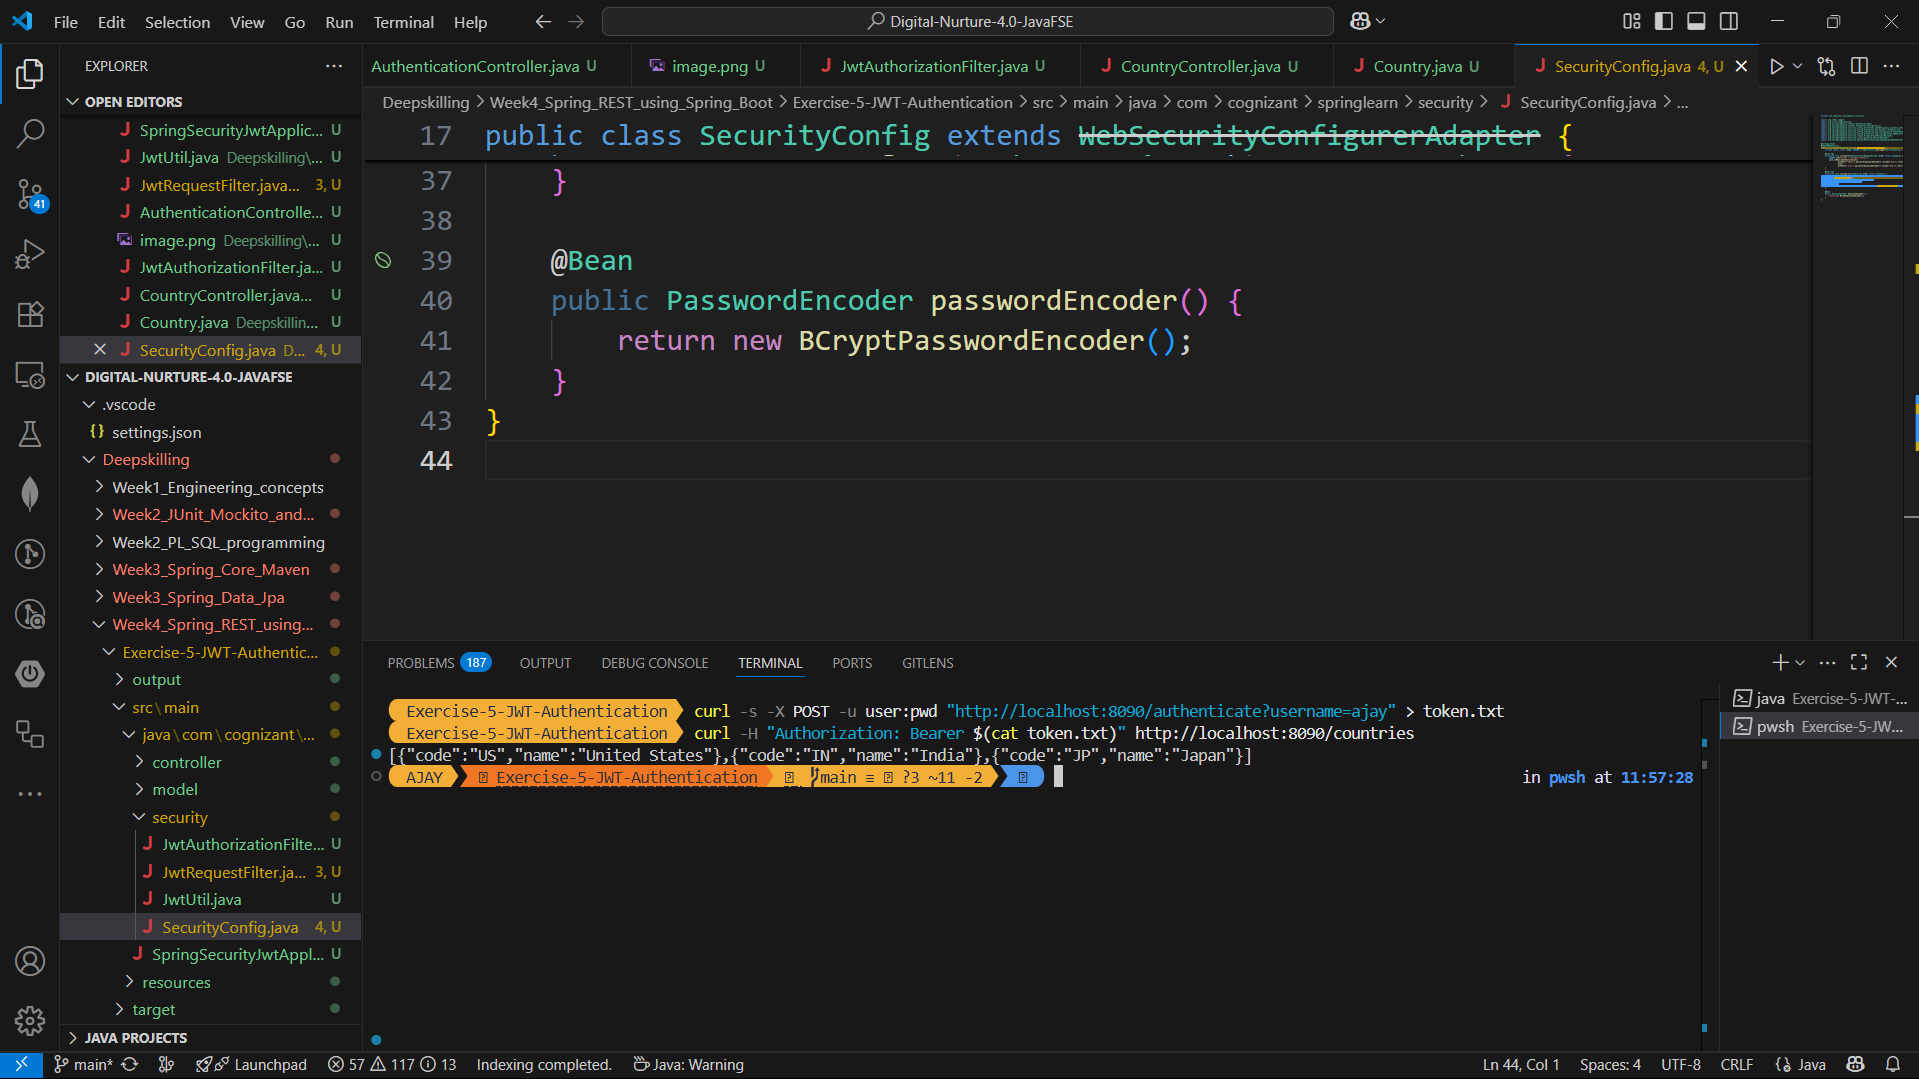 File Edit Selection View Go Run Terminal Help
Digital-Nurture-4.0-JavaFSE
EXPLORER
OPEN EDITORS
SpringSecurityJwtApplic... U
JwtUtil.java Deepskilling\... U
JwtRequestFilter.java... 3, U
AuthenticationControlle... U
image.png Deepskilling\... U
JwtAuthorizationFilter.ja... U
CountryController.java... U
Country.java Deepskillin... U
SecurityConfig.java D... 4, U
DIGITAL-NURTURE-4.0-JAVAFSE
.vscode
{} settings.json
Deepskilling
Week1_Engineering_concepts
Week2_JUnit_Mockito_and...
Week2_PL_SQL_programming
Week3_Spring_Core_Maven
Week3_Spring_Data_Jpa
Week4_Spring_REST_using...
Exercise-5-JWT-Authentic...
output
src\main
java\com\cognizant\...
controller
model
security
JwtAuthorizationFilte... U
JwtRequestFilter.ja... 3, U
JwtUtil.java U
SecurityConfig.java 4, U
SpringSecurityJwtAppl... U
resources
target
JAVA PROJECTS
41
AuthenticationController.java U
image.png U
JwtAuthorizationFilter.java U
CountryController.java U
Country.java U
SecurityConfig.java 4, U
Deepskilling > Week4_Spring_REST_using_Spring_Boot > Exercise-5-JWT-Authentication > src > main > java > com > cognizant > springlearn > security > SecurityConfig.java > ...
17 public class SecurityConfig extends WebSecurityConfigurerAdapter {
37 }
38
39 @Bean
40 public PasswordEncoder passwordEncoder() {
41 return new BCryptPasswordEncoder();
42 }
43 }
44
PROBLEMS 187 OUTPUT DEBUG CONSOLE TERMINAL PORTS GITLENS
Exercise-5-JWT-Authentication curl -s -X POST -u user:pwd "http://localhost:8090/authenticate?username=ajay" > token.txt
Exercise-5-JWT-Authentication curl -H "Authorization: Bearer $(cat token.txt)" http://localhost:8090/countries
[{"code":"US","name":"United States"},{"code":"IN","name":"India"},{"code":"JP","name":"Japan"}]
AJAY Exercise-5-JWT-Authentication main ≡ ?3 ~11 -2
in pwsh at 11:57:28
java Exercise-5-JWT-...
pwsh Exercise-5-JW...
main* Launchpad 57 117 13 Indexing completed. Java: Warning
Ln 44, Col 1 Spaces: 4 UTF-8 CRLF {} Java